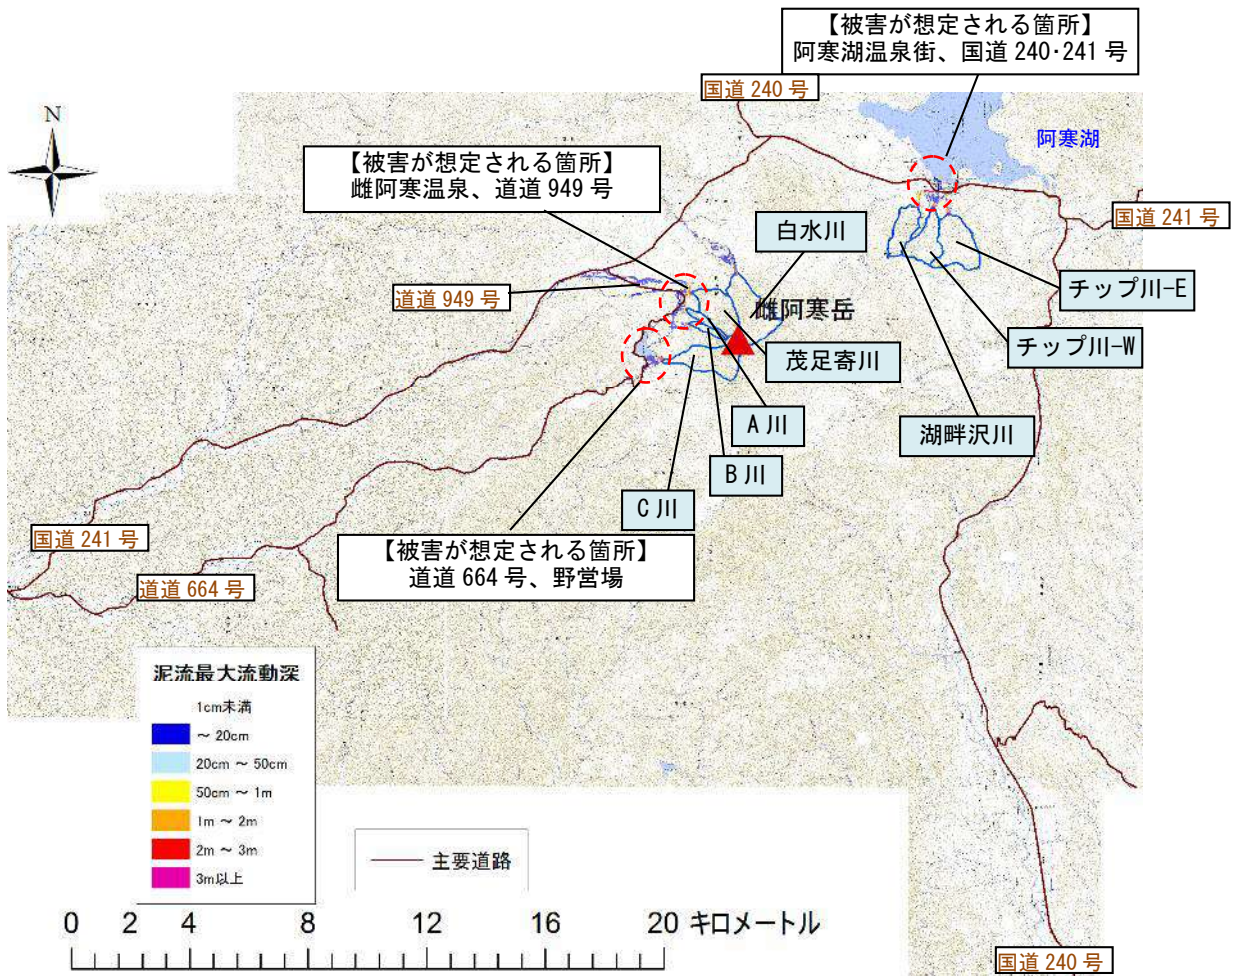 【被害が想定される箇所】
阿寒湖温泉街、国道 240・241 号
国道 240 号
N
阿寒湖
【被害が想定される箇所】
雌阿寒温泉、道道 949 号
国道 241 号
白水川
チップ川-E
道道 949 号
雌阿寒岳
チップ川-W
茂足寄川
A 川
湖畔沢川
B 川
C 川
国道 241 号
【被害が想定される箇所】
道道 664 号、野営場
道道 664 号
泥流最大流動深
1cm未満
～ 20cm
20cm ～ 50cm
50cm ～ 1m
1m ～ 2m
2m ～ 3m
3m以上
主要道路
0 2 4 8 12 16 20 キロメートル
国道 240 号